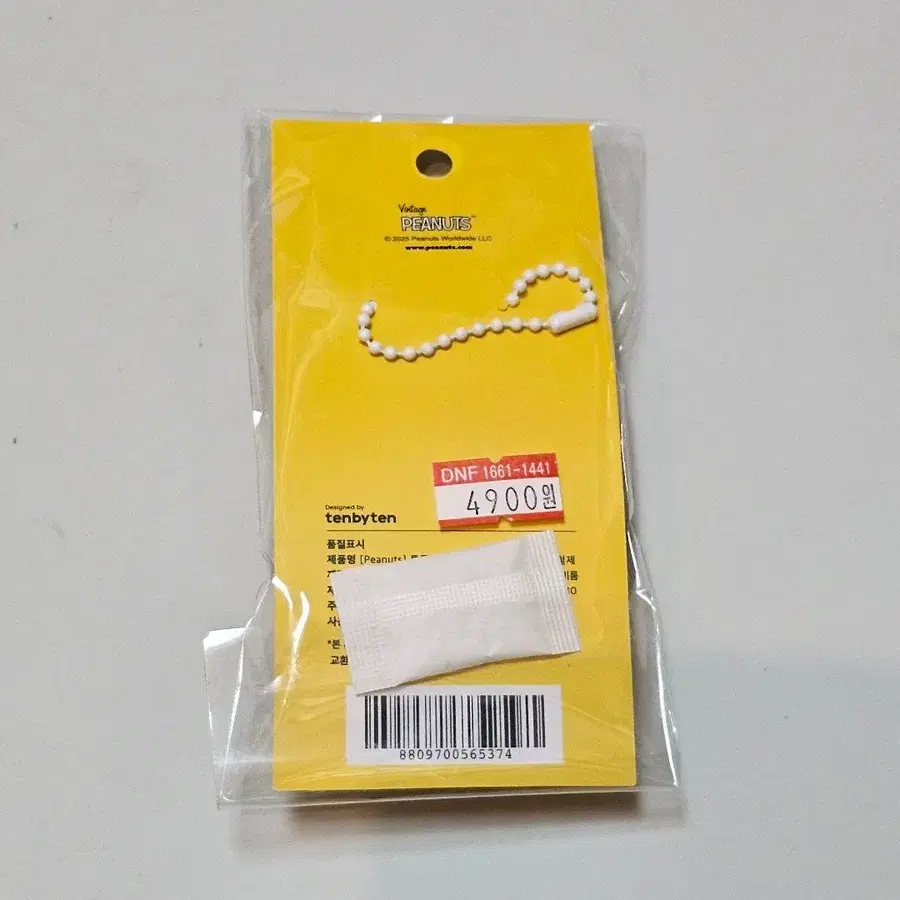 Vintage
PEANUTS™
© 2025 Peanuts Worldwide LLC
www.peanuts.com
DNF 1661-1441
4900원
Designed by
tenbyten
품질표시
제품명 [Peanuts]
*본
교환
8809700565374